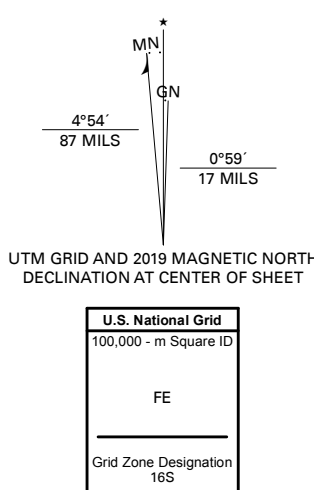 ★
MN
GN
4°54´
87 MILS
0°59´
17 MILS
UTM GRID AND 2019 MAGNETIC NORTH
DECLINATION AT CENTER OF SHEET
U.S. National Grid
100,000 - m Square ID
FE
Grid Zone Designation
16S